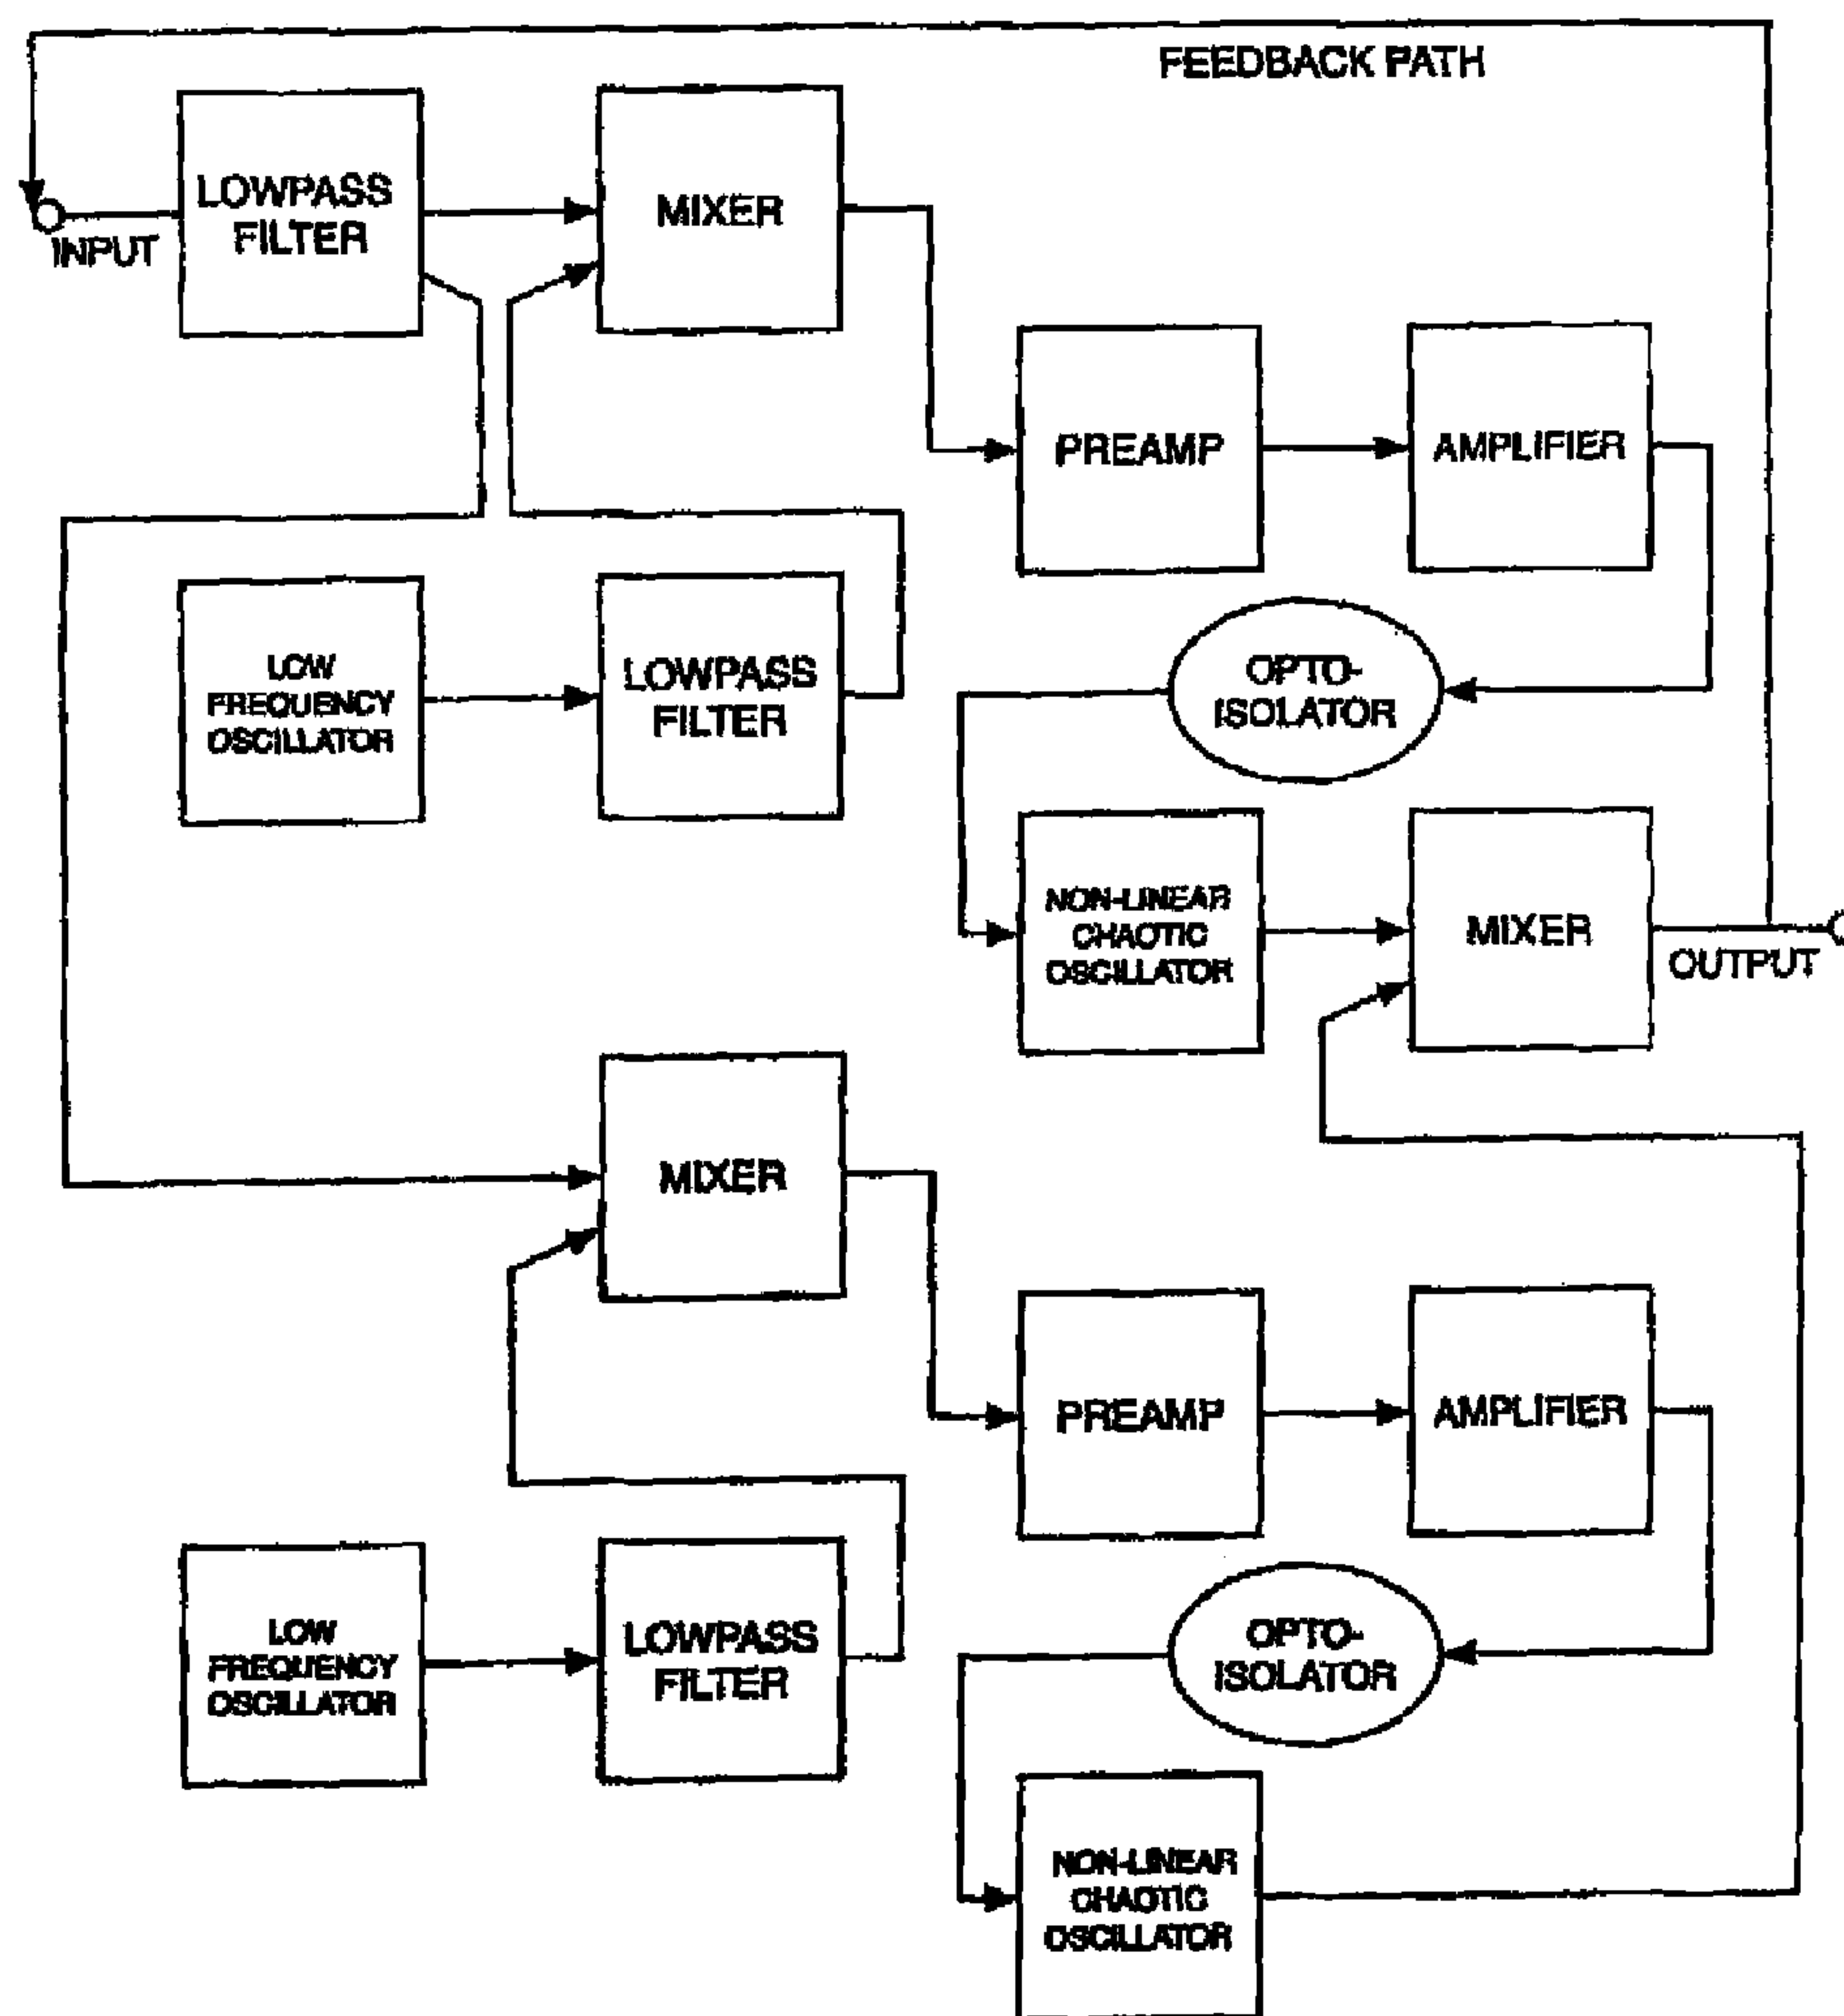 FEEDBACK PATH
LOWPASS
FILTER
MIXER
INPUT
PREAMP
AMPLIFIER
LOW
FREQUENCY
OSCILLATOR
LOWPASS
FILTER
OPTO-
ISOLATOR
NON-LINEAR
CHAOTIC
OSCILLATOR
MIXER
OUTPUT
MIXER
PREAMP
AMPLIFIER
LOW
FREQUENCY
OSCILLATOR
LOWPASS
FILTER
OPTO-
ISOLATOR
NON-LINEAR
CHAOTIC
OSCILLATOR